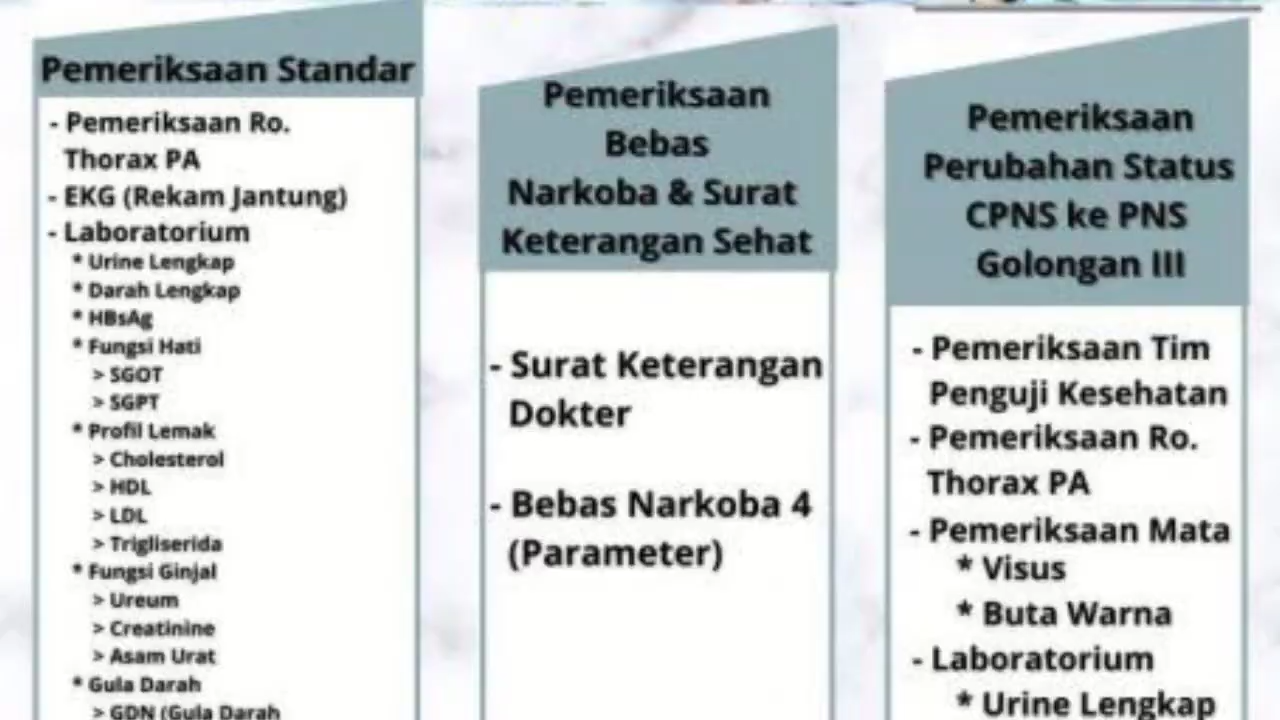 Pemeriksaan Standar
- Pemeriksaan Ro.
Thorax PA
- EKG (Rekam Jantung)
- Laboratorium
* Urine Lengkap
* Darah Lengkap
* HBsAg
* Fungsi Hati
> SGOT
> SGPT
* Profil Lemak
> Cholesterol
> HDL
> LDL
> Trigliserida
* Fungsi Ginjal
> Ureum
> Creatinine
> Asam Urat
* Gula Darah
> GDN (Gula Darah
Pemeriksaan
Bebas
Narkoba & Surat
Keterangan Sehat
- Surat Keterangan
Dokter
- Bebas Narkoba 4
(Parameter)
Pemeriksaan
Perubahan Status
CPNS ke PNS
Golongan III
- Pemeriksaan Tim
Penguji Kesehatan
- Pemeriksaan Ro.
Thorax PA
- Pemeriksaan Mata
* Visus
* Buta Warna
- Laboratorium
* Urine Lengkap